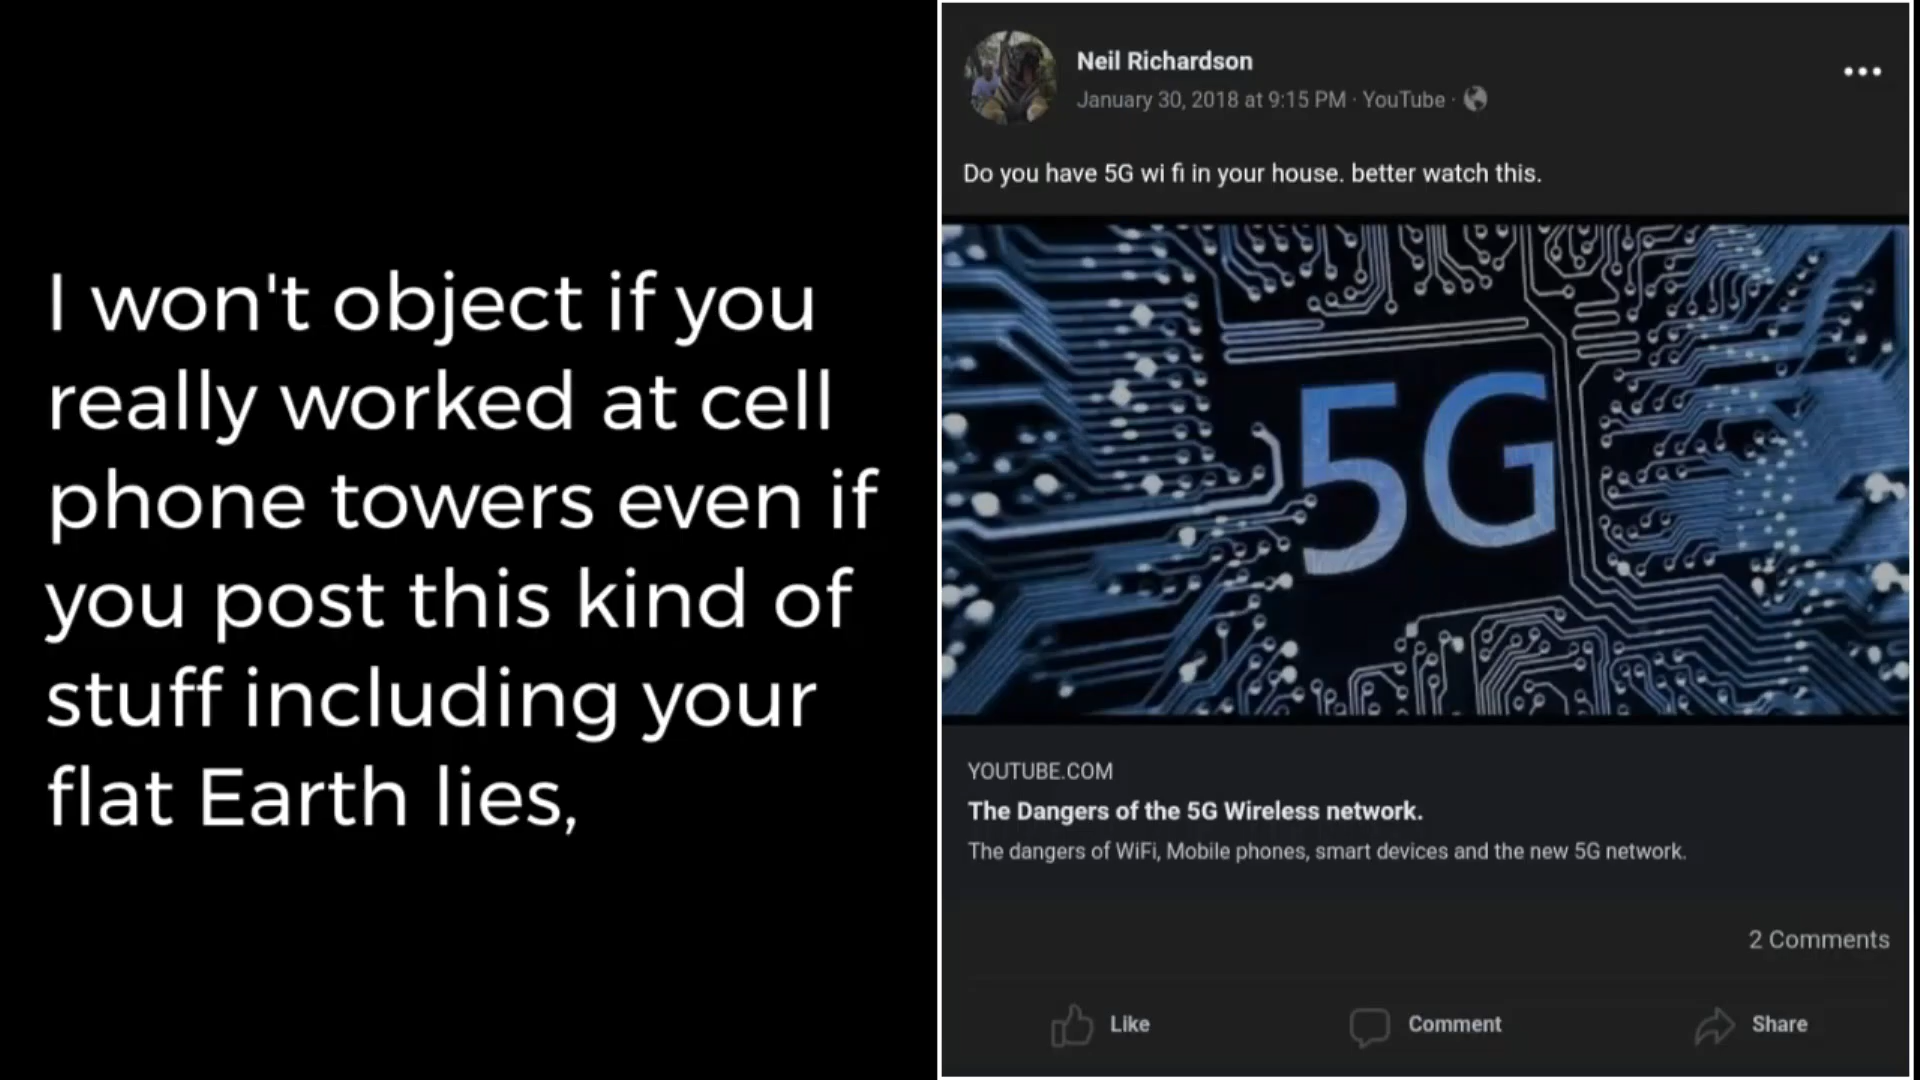 I won't object if you
really worked at cell
phone towers even if
you post this kind of
stuff including your
flat Earth lies,
Neil Richardson
January 30, 2018 at 9:15 PM · YouTube ·
Do you have 5G wi fi in your house. better watch this.
5G
YOUTUBE.COM
The Dangers of the 5G Wireless network.
The dangers of WiFi, Mobile phones, smart devices and the new 5G network.
2 Comments
Like
Comment
Share